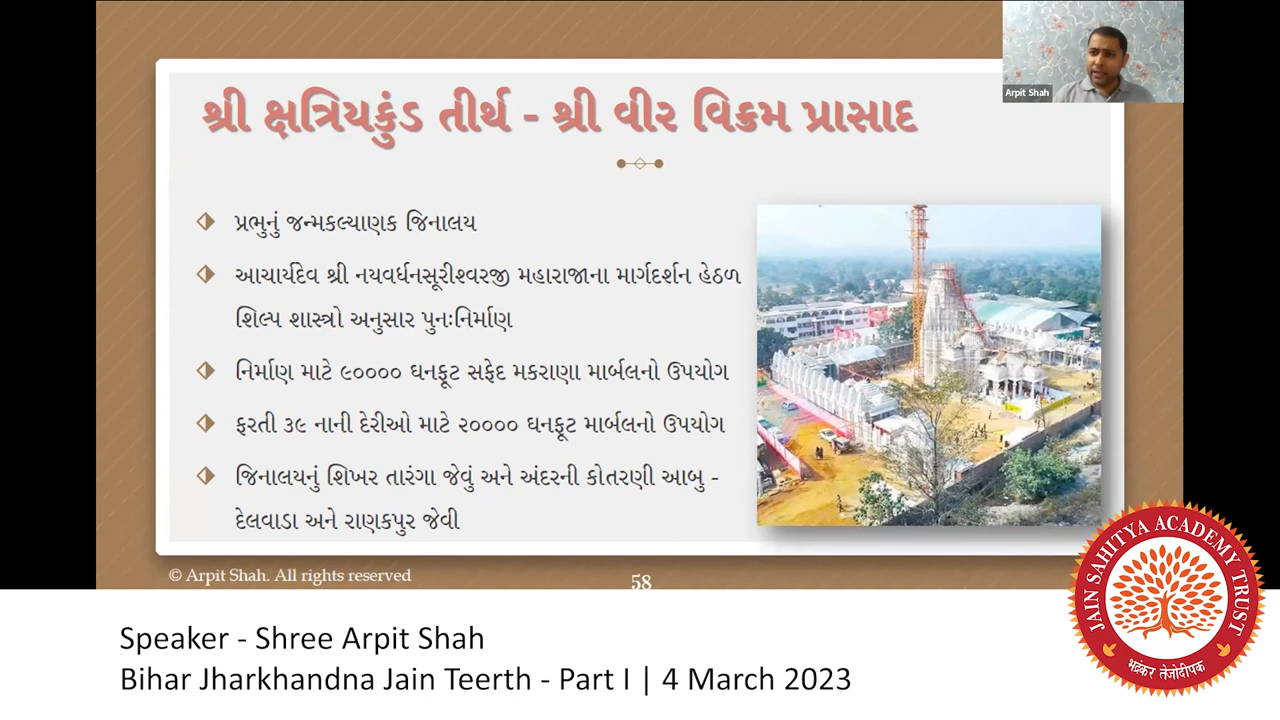 Arpit Shah
શ્રી ક્ષત્રિયકુંડ તીર્થ - શ્રી વીર વિક્રમ પ્રાસાદ
પ્રભુનું જન્મકલ્યાણક જિનાલય
આચાર્યદેવ શ્રી નયવર્ધનસૂરીશ્વરજી મહારાજાના માર્ગદર્શન હેઠળ
શિલ્પ શાસ્ત્રો અનુસાર પુનઃનિર્માણ
નિર્માણ માટે ૯૦૦૦૦ ઘનફૂટ સફેદ મકરાણા માર્બલનો ઉપયોગ
ફરતી ૩૯ નાની દેરીઓ માટે ૨૦૦૦૦ ઘનફૂટ માર્બલનો ઉપયોગ
જિનાલયનું શિખર તારંગા જેવું અને અંદરની કોતરણી આબુ -
દેલવાડા અને રાણકપુર જેવી
© Arpit Shah. All rights reserved
58
JAIN SAHITYA ACADEMY TRUST
भद्रंकर तेजोदीपक
Speaker - Shree Arpit Shah
Bihar Jharkhandna Jain Teerth - Part I | 4 March 2023